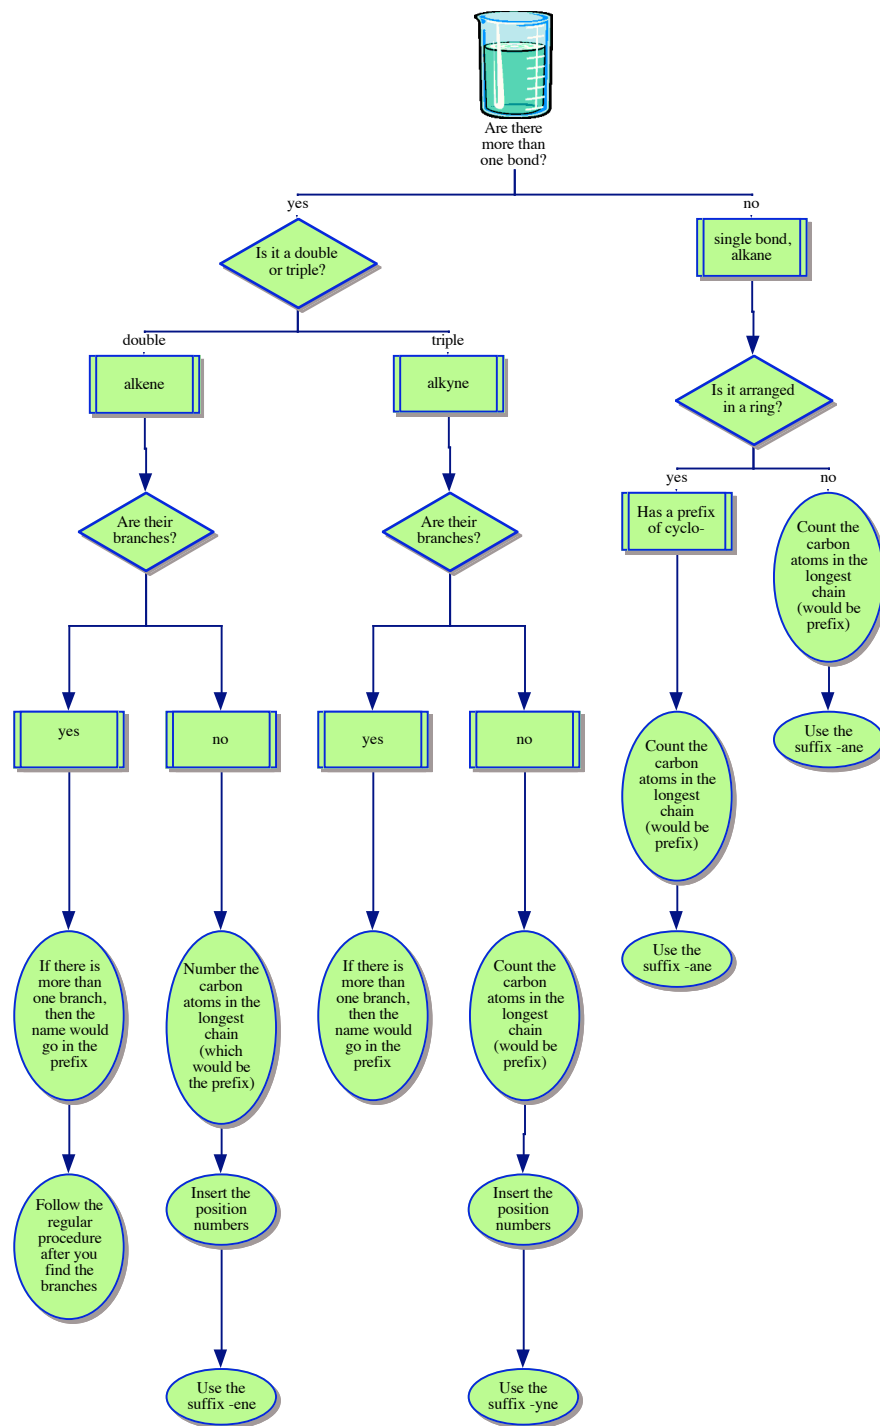 Are there
more than
one bond?
yes
no
Is it a double
or triple?
single bond,
alkane
double
triple
alkene
alkyne
Is it arranged
in a ring?
yes
no
Are their
branches?
Are their
branches?
Has a prefix
of cyclo-
Count the
carbon
atoms in the
longest
chain
(would be
prefix)
yes
no
yes
no
Count the
carbon
atoms in the
longest
chain
(would be
prefix)
Use the
suffix -ane
If there is
more than
one branch,
then the
name would
go in the
prefix
Number the
carbon
atoms in the
longest
chain
(which
would be
the prefix)
If there is
more than
one branch,
then the
name would
go in the
prefix
Count the
carbon
atoms in the
longest
chain
(would be
prefix)
Use the
suffix -ane
Follow the
regular
procedure
after you
find the
branches
Insert the
position
numbers
Insert the
position
numbers
Use the
suffix -ene
Use the
suffix -yne